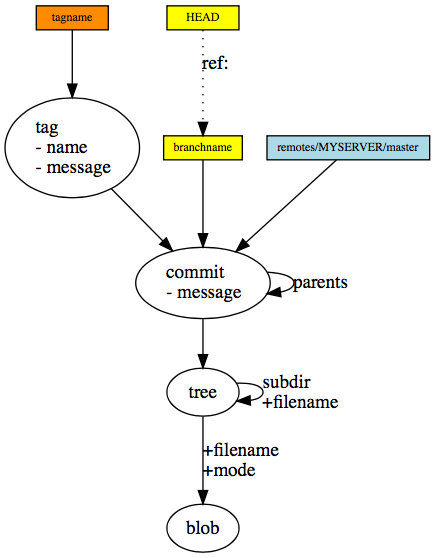 tagname
HEAD
ref:
tag
- name
- message
branchname
remotes/MYSERVER/master
commit
- message
parents
tree
subdir
+filename
+filename
+mode
blob